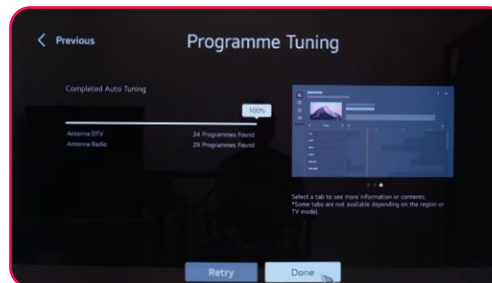 Previous
Programme Tuning
Completed Auto Tuning
100%
Antenna DTV 34 Programmes Found
Antenna Radio 29 Programmes Found
Select a tab to see more information or contents.
*Some tabs are not available depending on the region or
TV model.
Retry
Done